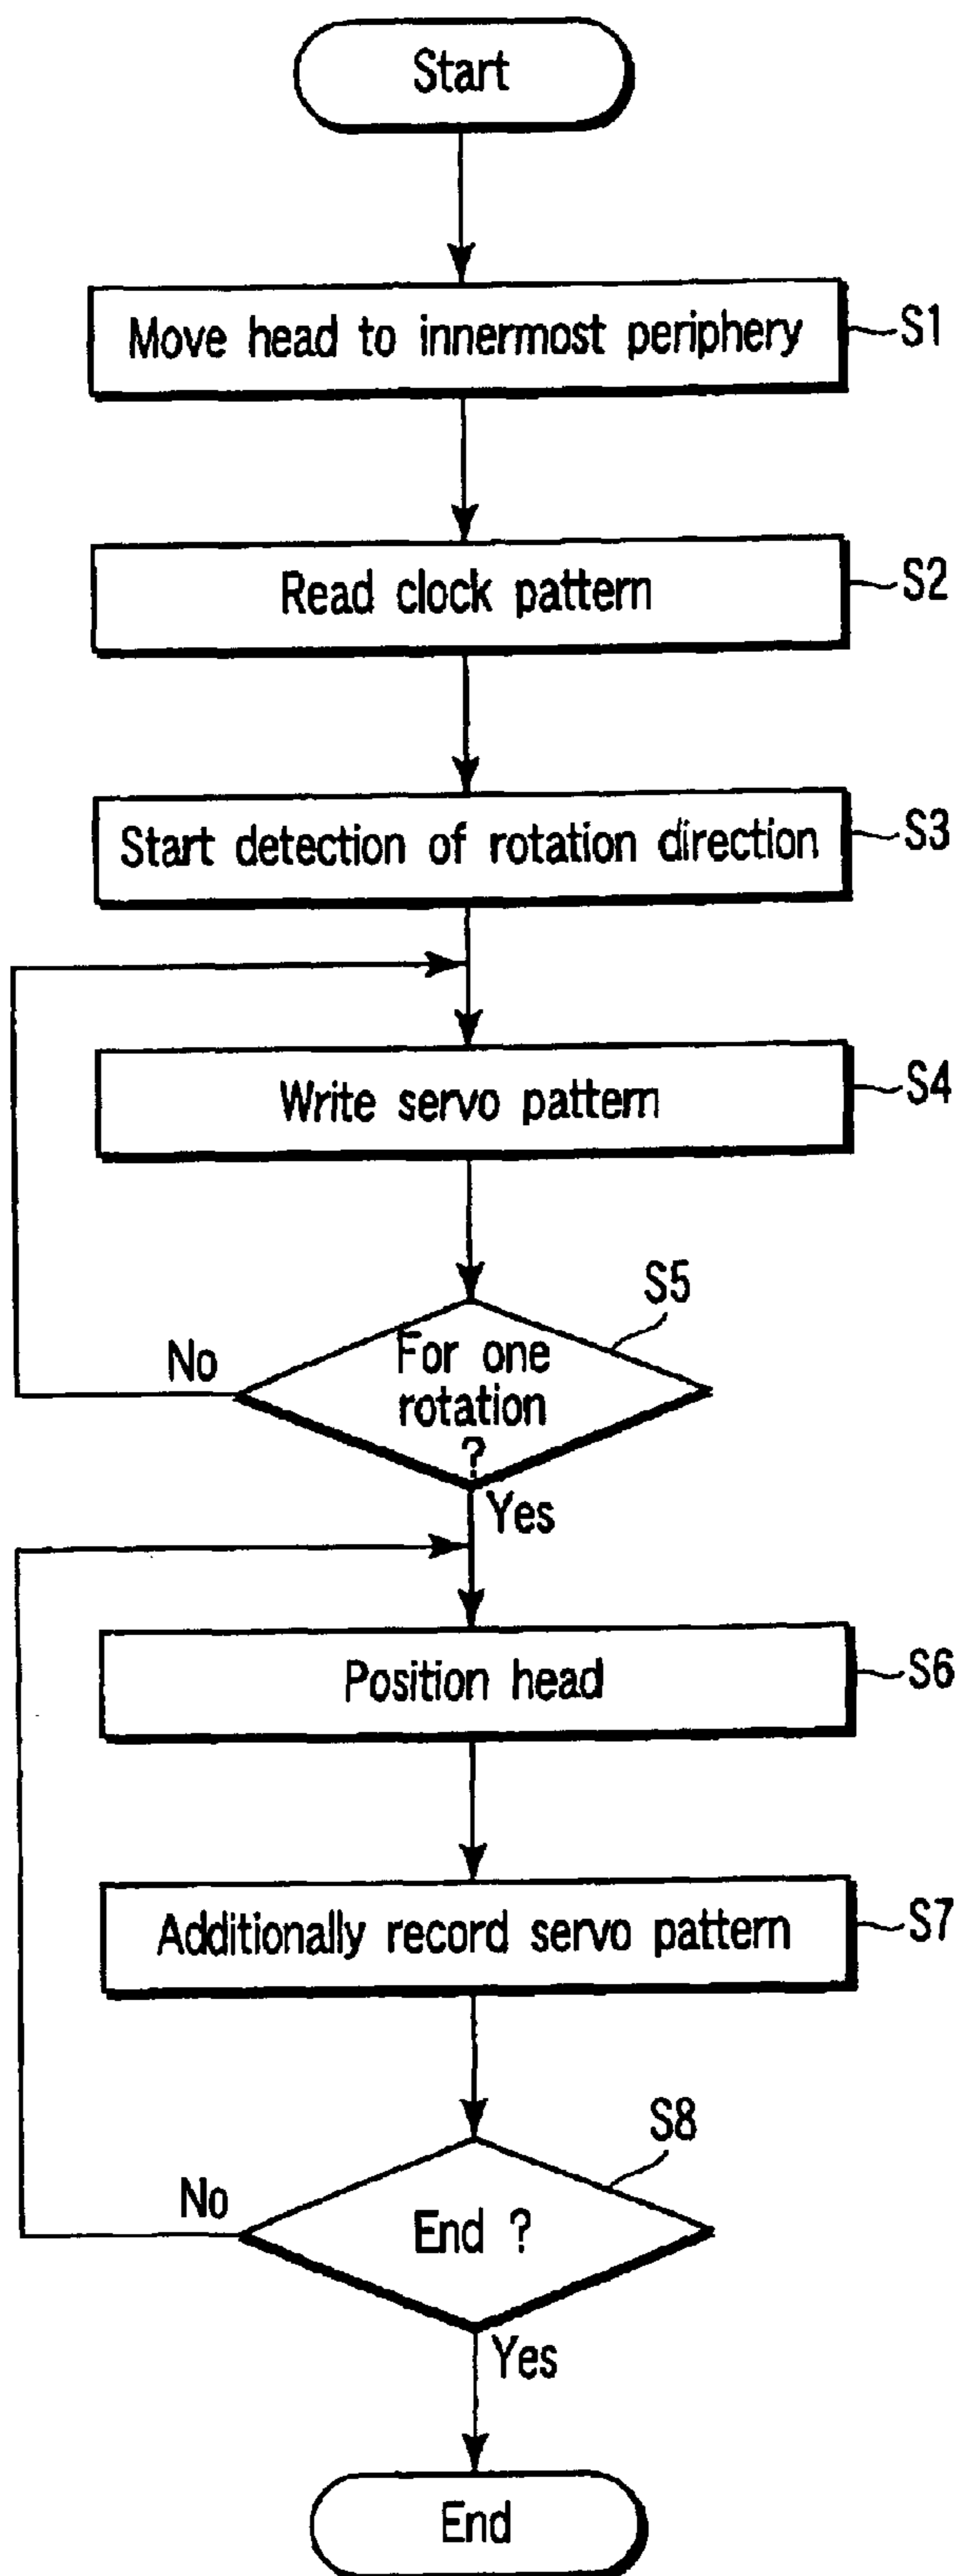 Start
Move head to innermost periphery
S1
Read clock pattern
S2
Start detection of rotation direction
S3
Write servo pattern
S4
S5
For one
rotation
?
No
Yes
Position head
S6
Additionally record servo pattern
S7
S8
End ?
No
Yes
End